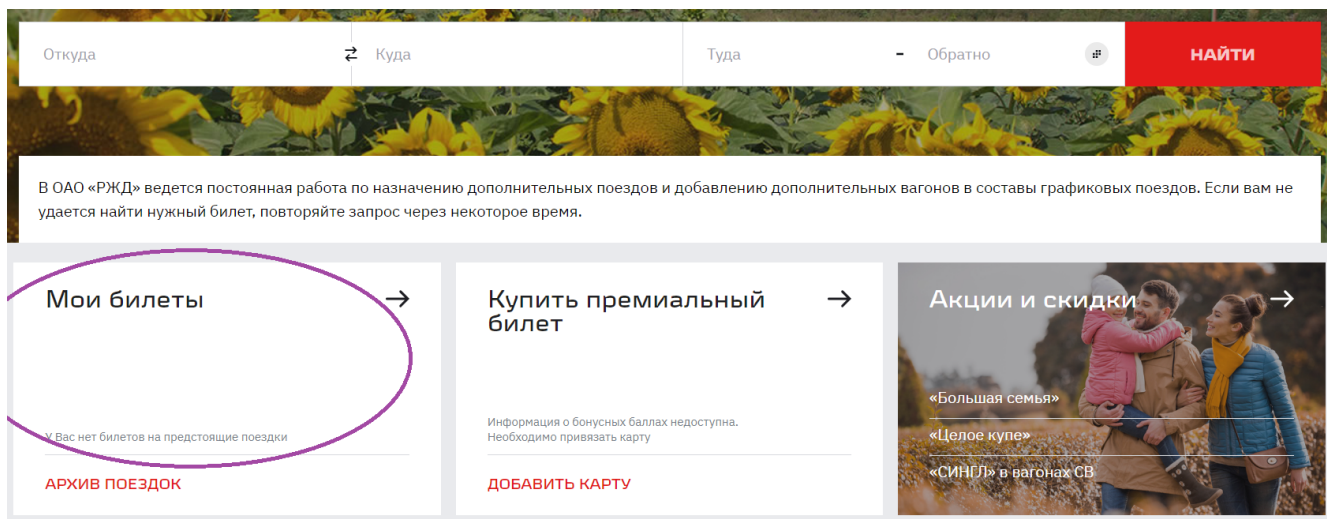 Откуда
Куда
Туда
-
Обратно
НАЙТИ
В ОАО «РЖД» ведется постоянная работа по назначению дополнительных поездов и добавлению дополнительных вагонов в составы графиковых поездов. Если вам не
удается найти нужный билет, повторяйте запрос через некоторое время.
Мои билеты
У Вас нет билетов на предстоящие поездки
АРХИВ ПОЕЗДОК
Купить премиальный
билет
Информация о бонусных баллах недоступна.
Необходимо привязать карту
ДОБАВИТЬ КАРТУ
Акции и скидки
«Большая семья»
«Целое купе»
«СИНГЛ» в вагонах СВ